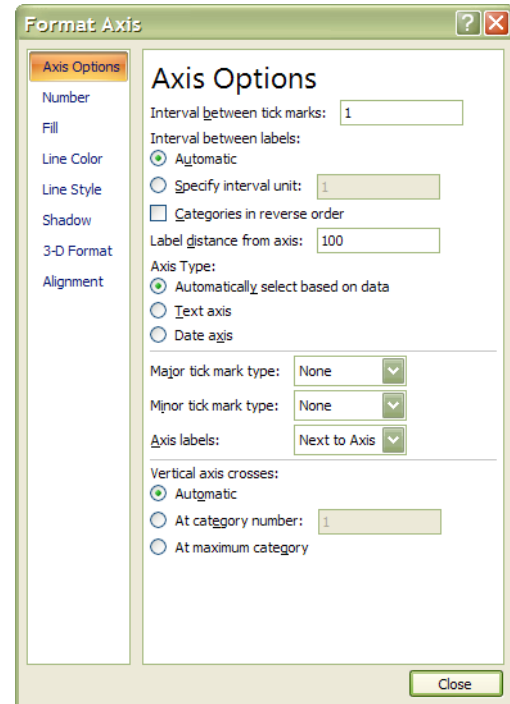 Format Axis
?
Axis Options
Number
Fill
Line Color
Line Style
Shadow
3-D Format
Alignment
Axis Options
Interval between tick marks: 1
Interval between labels:
Automatic
Specify interval unit: 1
Categories in reverse order
Label distance from axis: 100
Axis Type:
Automatically select based on data
Text axis
Date axis
Major tick mark type: None
Minor tick mark type: None
Axis labels: Next to Axis
Vertical axis crosses:
Automatic
At category number: 1
At maximum category
Close